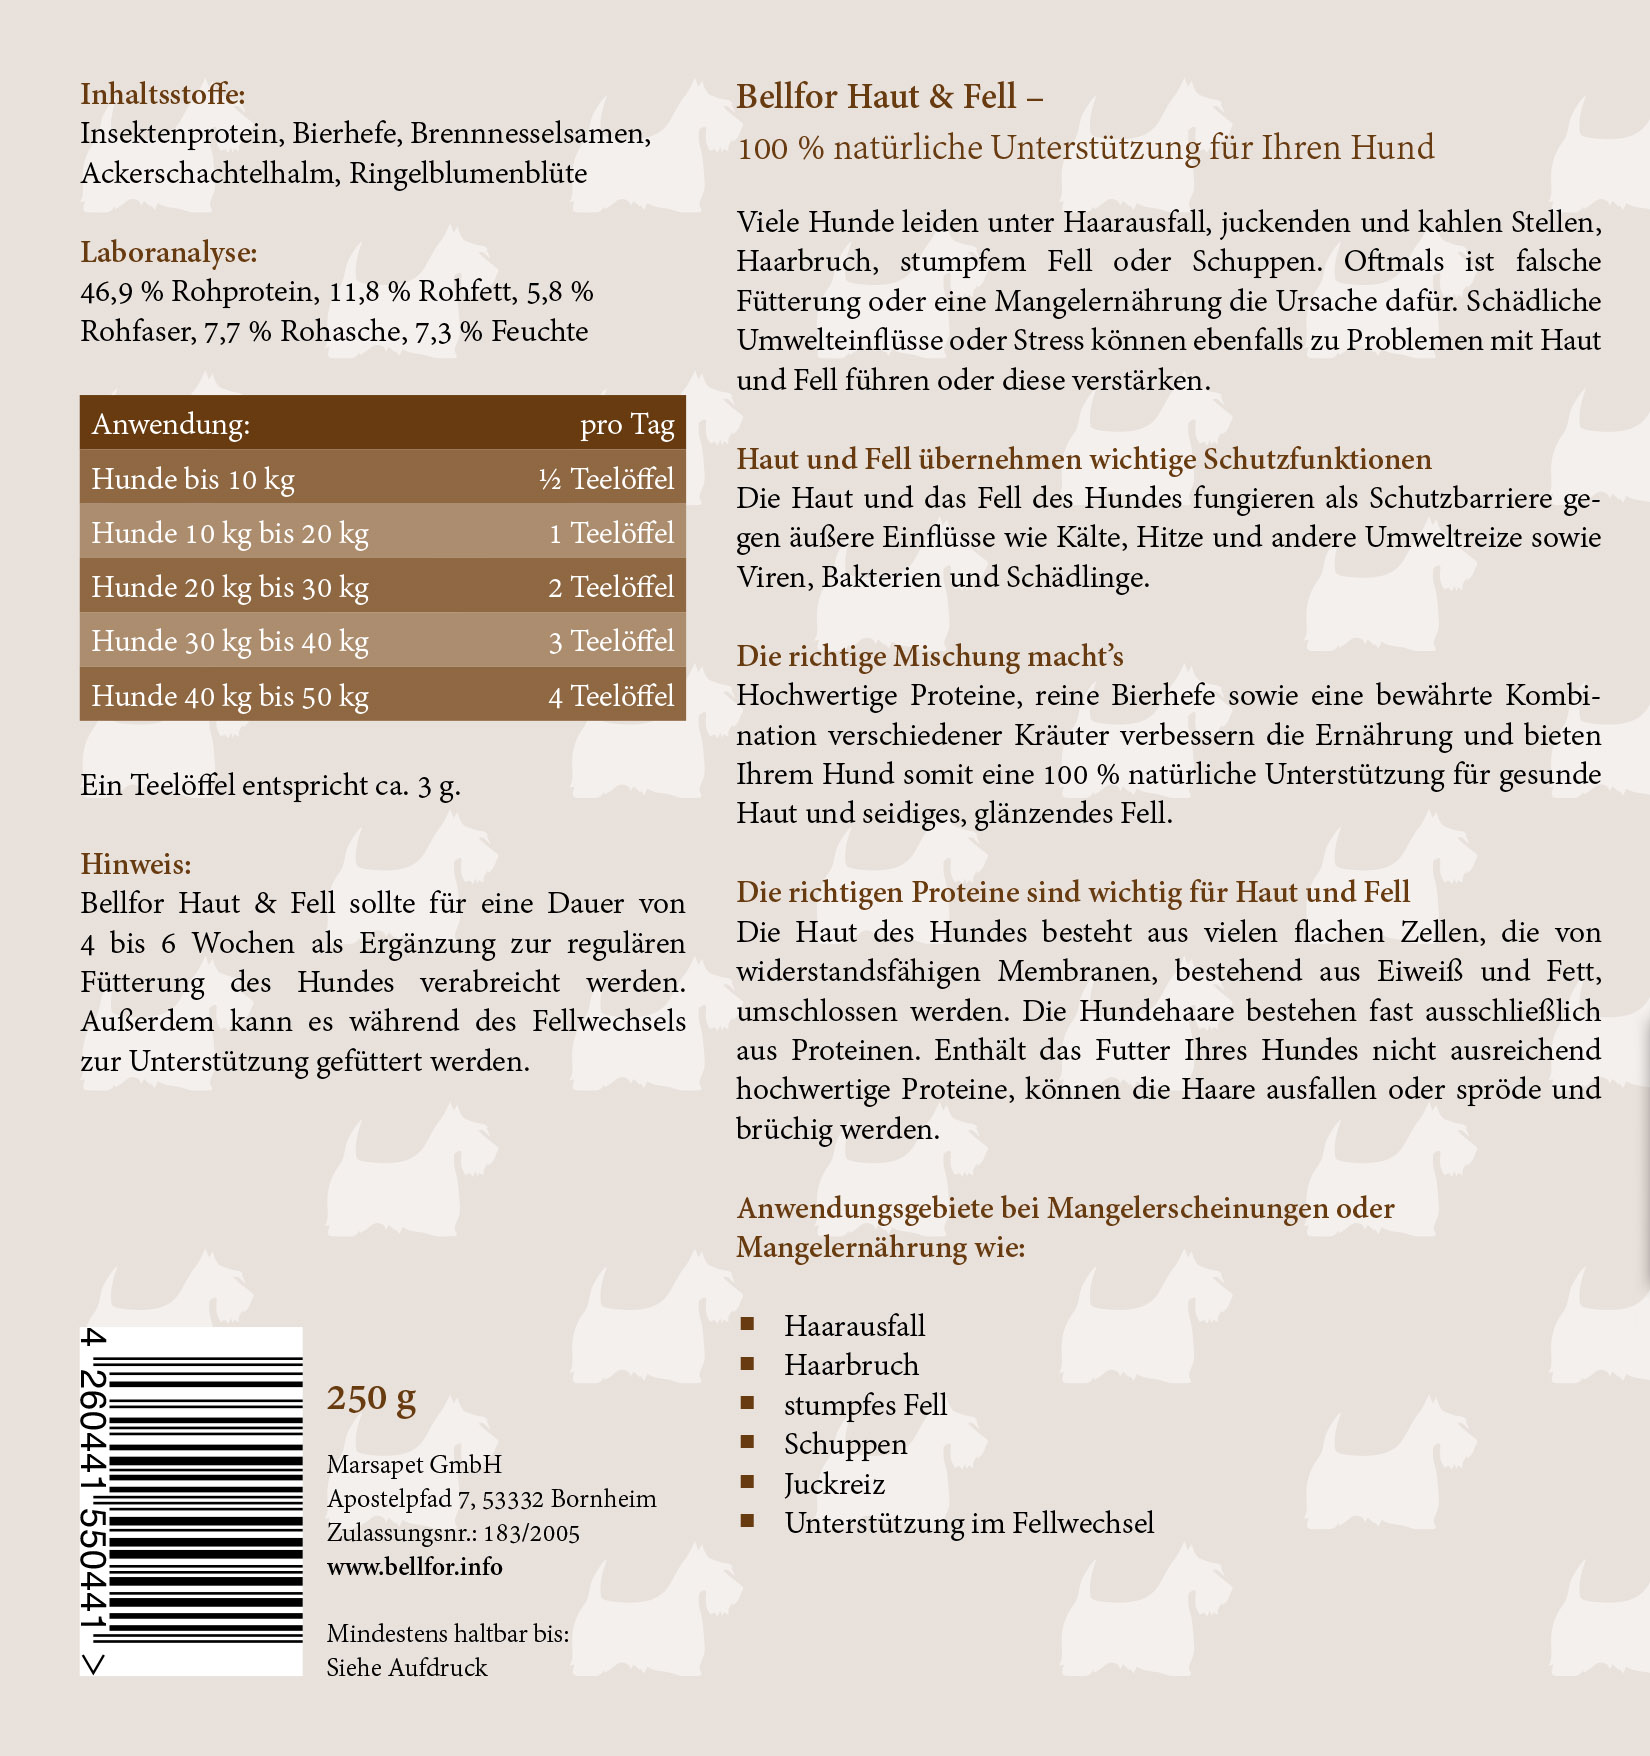 Inhaltsstoffe:
Insektenprotein, Bierhefe, Brennnesselsamen,
Ackerschachtelhalm, Ringelblumenblüte
Laboranalyse:
46,9 % Rohprotein, 11,8 % Rohfett, 5,8 %
Rohfaser, 7,7 % Rohasche, 7,3 % Feuchte
Anwendung: pro Tag
Hunde bis 10 kg ½ Teelöffel
Hunde 10 kg bis 20 kg 1 Teelöffel
Hunde 20 kg bis 30 kg 2 Teelöffel
Hunde 30 kg bis 40 kg 3 Teelöffel
Hunde 40 kg bis 50 kg 4 Teelöffel
Ein Teelöffel entspricht ca. 3 g.
Hinweis:
Bellfor Haut & Fell sollte für eine Dauer von
4 bis 6 Wochen als Ergänzung zur regulären
Fütterung des Hundes verabreicht werden.
Außerdem kann es während des Fellwechsels
zur Unterstützung gefüttert werden.
4 260441 550441 >
250 g
Marsapet GmbH
Apostelpfad 7, 53332 Bornheim
Zulassungsnr.: 183/2005
www.bellfor.info
Mindestens haltbar bis:
Siehe Aufdruck
Bellfor Haut & Fell –
100 % natürliche Unterstützung für Ihren Hund
Viele Hunde leiden unter Haarausfall, juckenden und kahlen Stellen,
Haarbruch, stumpfem Fell oder Schuppen. Oftmals ist falsche
Fütterung oder eine Mangelernährung die Ursache dafür. Schädliche
Umwelteinflüsse oder Stress können ebenfalls zu Problemen mit Haut
und Fell führen oder diese verstärken.
Haut und Fell übernehmen wichtige Schutzfunktionen
Die Haut und das Fell des Hundes fungieren als Schutzbarriere ge-
gen äußere Einflüsse wie Kälte, Hitze und andere Umweltreize sowie
Viren, Bakterien und Schädlinge.
Die richtige Mischung macht’s
Hochwertige Proteine, reine Bierhefe sowie eine bewährte Kombi-
nation verschiedener Kräuter verbessern die Ernährung und bieten
Ihrem Hund somit eine 100 % natürliche Unterstützung für gesunde
Haut und seidiges, glänzendes Fell.
Die richtigen Proteine sind wichtig für Haut und Fell
Die Haut des Hundes besteht aus vielen flachen Zellen, die von
widerstandsfähigen Membranen, bestehend aus Eiweiß und Fett,
umschlossen werden. Die Hundehaare bestehen fast ausschließlich
aus Proteinen. Enthält das Futter Ihres Hundes nicht ausreichend
hochwertige Proteine, können die Haare ausfallen oder spröde und
brüchig werden.
Anwendungsgebiete bei Mangelerscheinungen oder
Mangelernährung wie:
■ Haarausfall
■ Haarbruch
■ stumpfes Fell
■ Schuppen
■ Juckreiz
■ Unterstützung im Fellwechsel